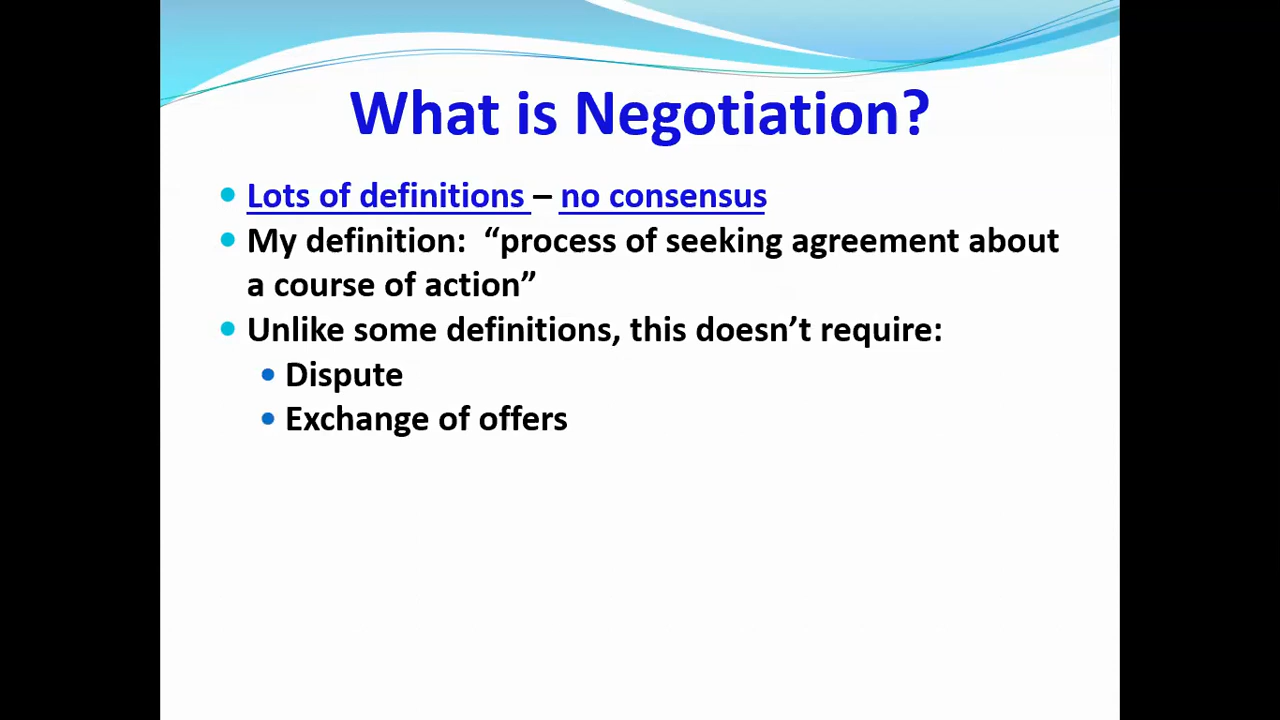 What is Negotiation?
• Lots of definitions – no consensus
• My definition: “process of seeking agreement about
a course of action”
• Unlike some definitions, this doesn’t require:
• Dispute
• Exchange of offers